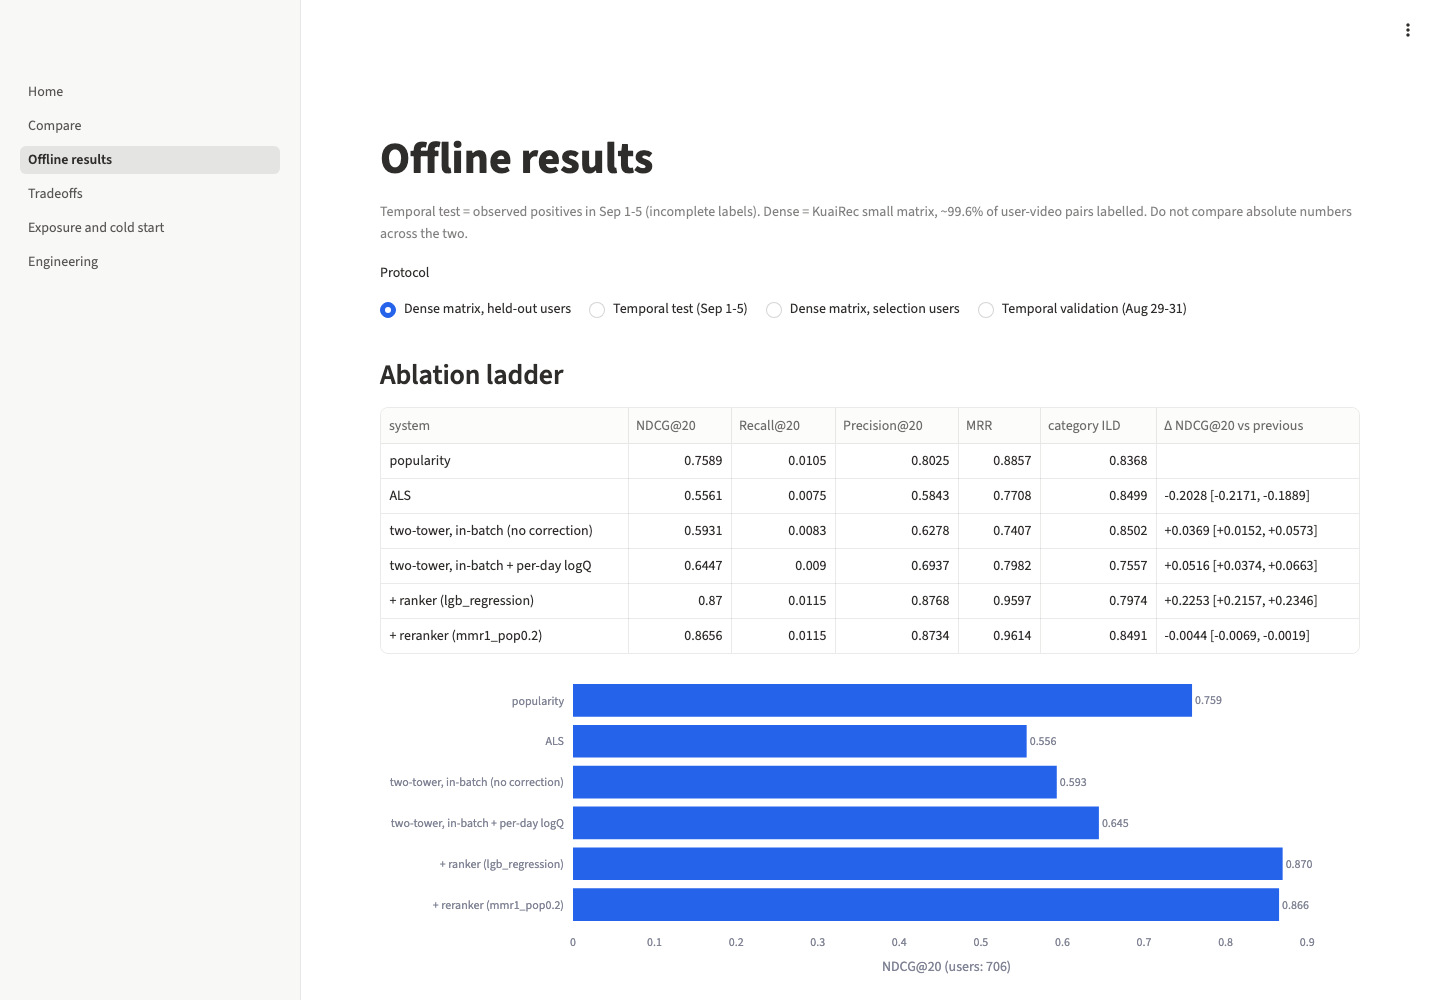 Home
Compare
Offline results
Tradeoffs
Exposure and cold start
Engineering
Offline results
Temporal test = observed positives in Sep 1-5 (incomplete labels). Dense = KuaiRec small matrix, ~99.6% of user-video pairs labelled. Do not compare absolute numbers
across the two.
Protocol
Dense matrix, held-out users Temporal test (Sep 1-5) Dense matrix, selection users Temporal validation (Aug 29-31)
Ablation ladder
system NDCG@20 Recall@20 Precision@20 MRR category ILD Δ NDCG@20 vs previous
popularity 0.7589 0.0105 0.8025 0.8857 0.8368
ALS 0.5561 0.0075 0.5843 0.7708 0.8499 -0.2028 [-0.2171, -0.1889]
two-tower, in-batch (no correction) 0.5931 0.0083 0.6278 0.7407 0.8502 +0.0369 [+0.0152, +0.0573]
two-tower, in-batch + per-day logQ 0.6447 0.009 0.6937 0.7982 0.7557 +0.0516 [+0.0374, +0.0663]
+ ranker (lgb_regression) 0.87 0.0115 0.8768 0.9597 0.7974 +0.2253 [+0.2157, +0.2346]
+ reranker (mmr1_pop0.2) 0.8656 0.0115 0.8734 0.9614 0.8491 -0.0044 [-0.0069, -0.0019]
popularity 0.759
ALS 0.556
two-tower, in-batch (no correction) 0.593
two-tower, in-batch + per-day logQ 0.645
+ ranker (lgb_regression) 0.870
+ reranker (mmr1_pop0.2) 0.866
0 0.1 0.2 0.3 0.4 0.5 0.6 0.7 0.8 0.9
NDCG@20 (users: 706)